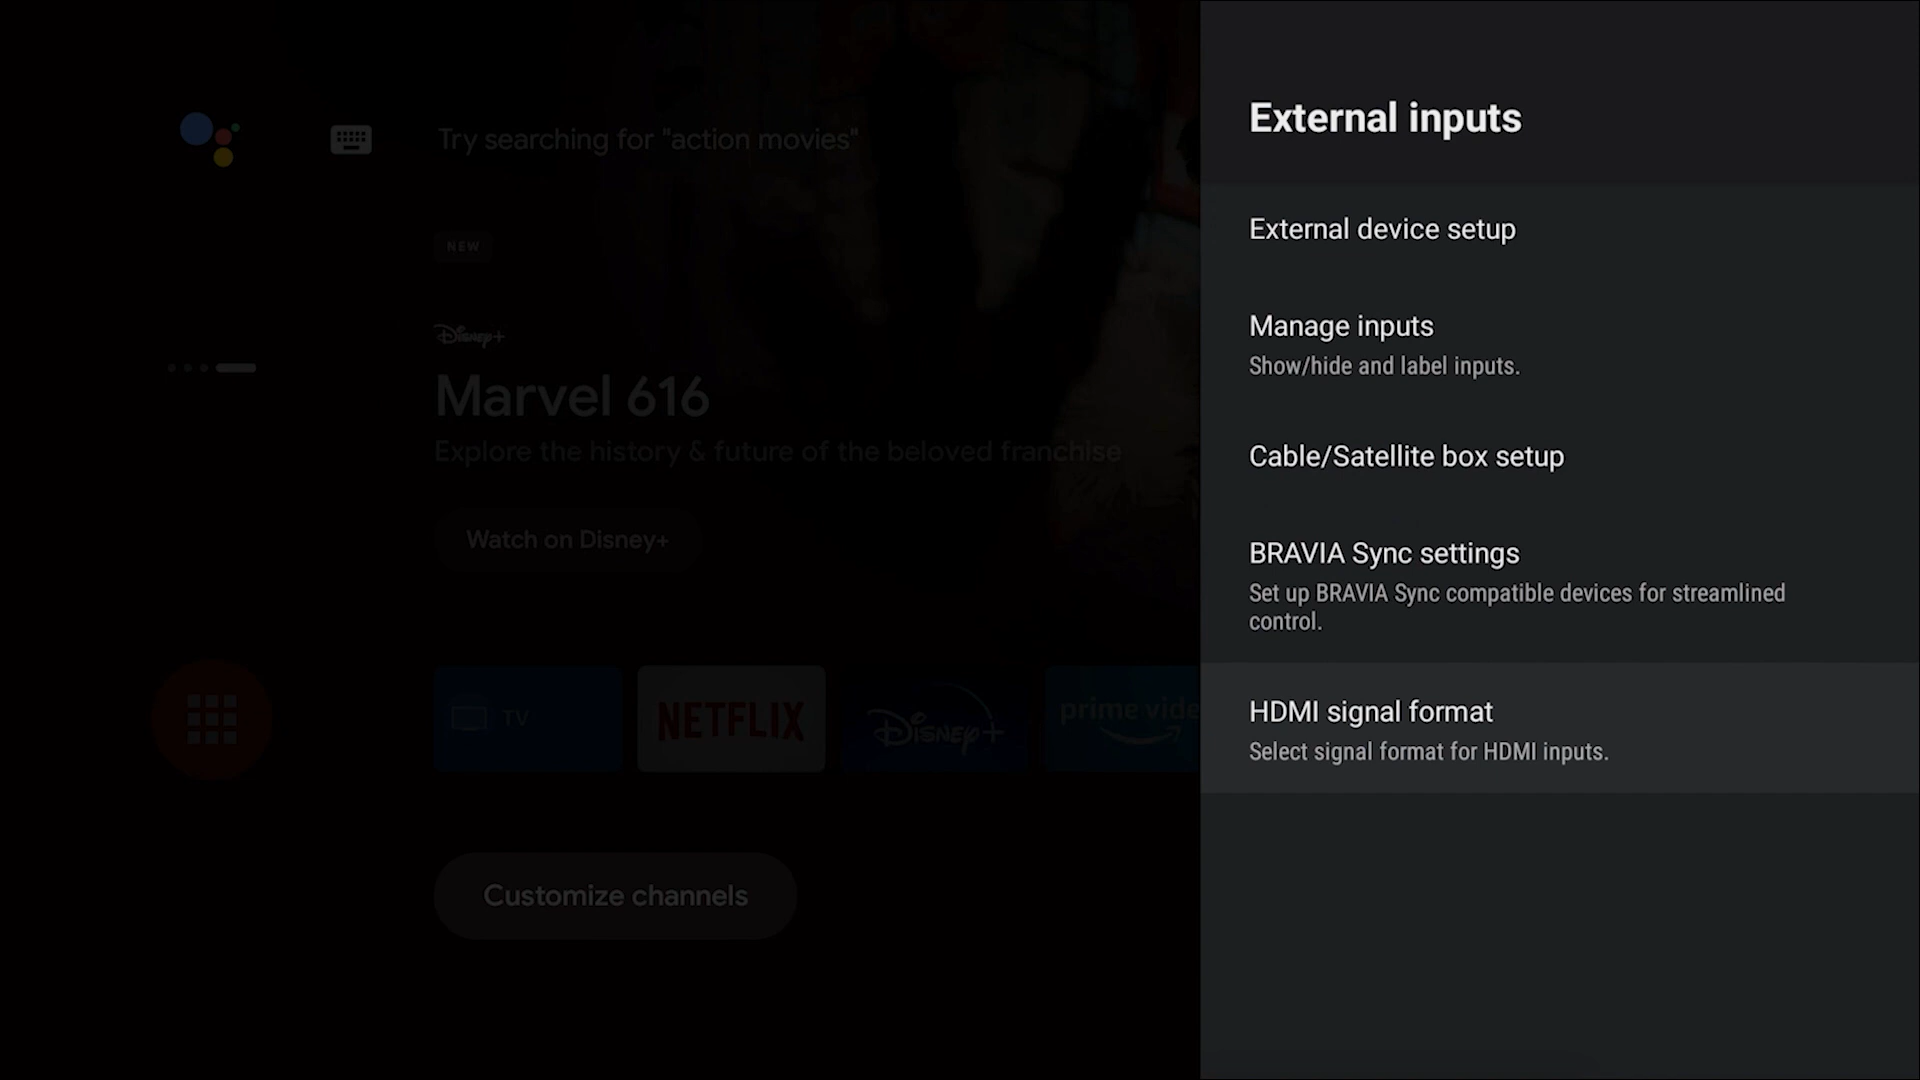 Try searching for "action movies"
NEW
Disney+
Marvel 616
Explore the history & future of the beloved franchise
Watch on Disney+
TV
NETFLIX
Disney+
prime vide
Customize channels
External inputs
External device setup
Manage inputs
Show/hide and label inputs.
Cable/Satellite box setup
BRAVIA Sync settings
Set up BRAVIA Sync compatible devices for streamlined
control.
HDMI signal format
Select signal format for HDMI inputs.